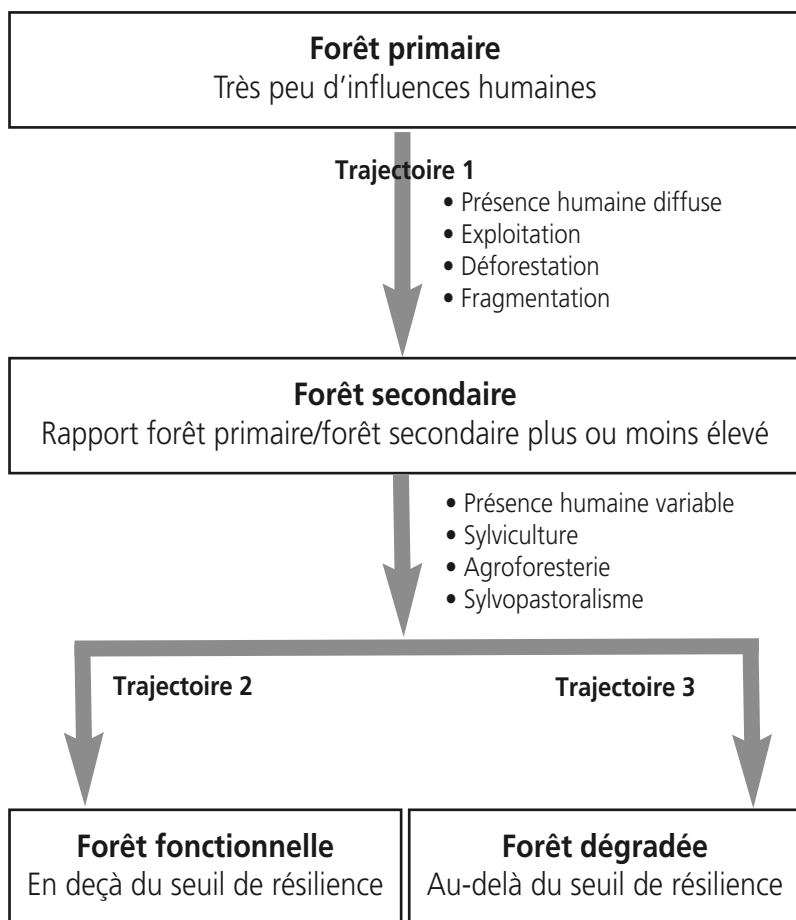 Forêt primaire
Très peu d’influences humaines
Trajectoire 1
• Présence humaine diffuse
• Exploitation
• Déforestation
• Fragmentation
Forêt secondaire
Rapport forêt primaire/forêt secondaire plus ou moins élevé
• Présence humaine variable
• Sylviculture
• Agroforesterie
• Sylvopastoralisme
Trajectoire 2
Trajectoire 3
Forêt fonctionnelle
En deçà du seuil de résilience
Forêt dégradée
Au-delà du seuil de résilience